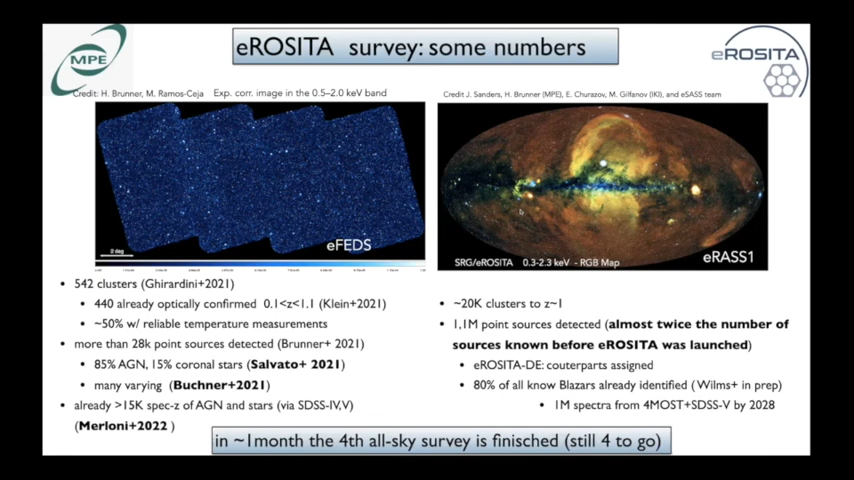 eROSITA survey: some numbers
MPE
eROSITA
Credit: H. Brunner, M. Ramos-Ceja Exp. corr. image in the 0.5–2.0 keV band
Credit J. Sanders, H. Brunner (MPE), E. Churazov, M. Gilfanov (IKI), and eSASS team
2 deg
eFEDS
SRG/eROSITA 0.3-2.3 keV - RGB Map
eRASS1
• 542 clusters (Ghirardini+2021)
• 440 already optically confirmed 0.1<z<1.1 (Klein+2021)
• ~50% w/ reliable temperature measurements
• more than 28k point sources detected (Brunner+ 2021)
• 85% AGN, 15% coronal stars (Salvato+ 2021)
• many varying (Buchner+2021)
• already >15K spec-z of AGN and stars (via SDSS-IV,V)
(Merloni+2022 )
• ~20K clusters to z~1
• 1,1M point sources detected (almost twice the number of
sources known before eROSITA was launched)
• eROSITA-DE: couterparts assigned
• 80% of all know Blazars already identified (Wilms+ in prep)
• 1M spectra from 4MOST+SDSS-V by 2028
in ~1month the 4th all-sky survey is finisched (still 4 to go)